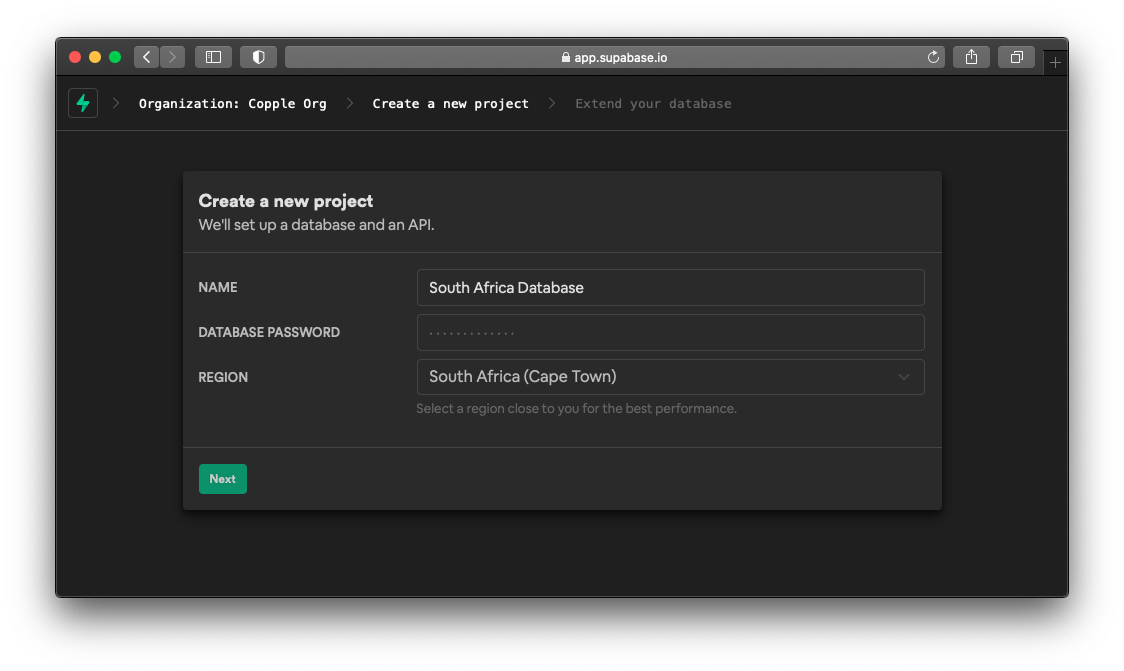 app.supabase.io
Organization: Copple Org
Create a new project
Extend your database
Create a new project
We'll set up a database and an API.
NAME
South Africa Database
DATABASE PASSWORD
·············
REGION
South Africa (Cape Town)
Select a region close to you for the best performance.
Next